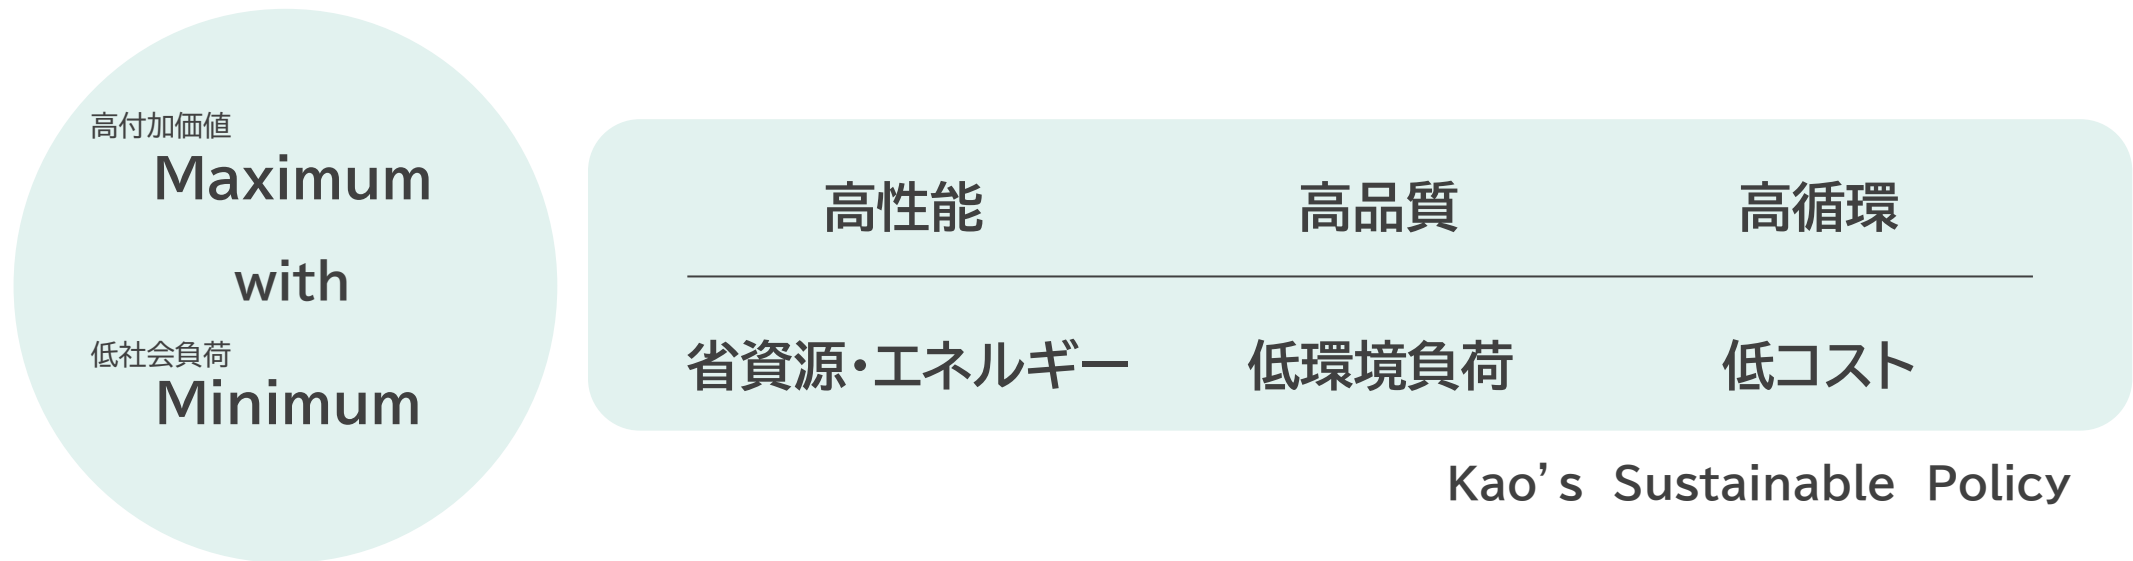 高付加価値
Maximum
with
低社会負荷
Minimum
高性能 高品質 高循環
省資源・エネルギー 低環境負荷 低コスト
Kao’s Sustainable Policy